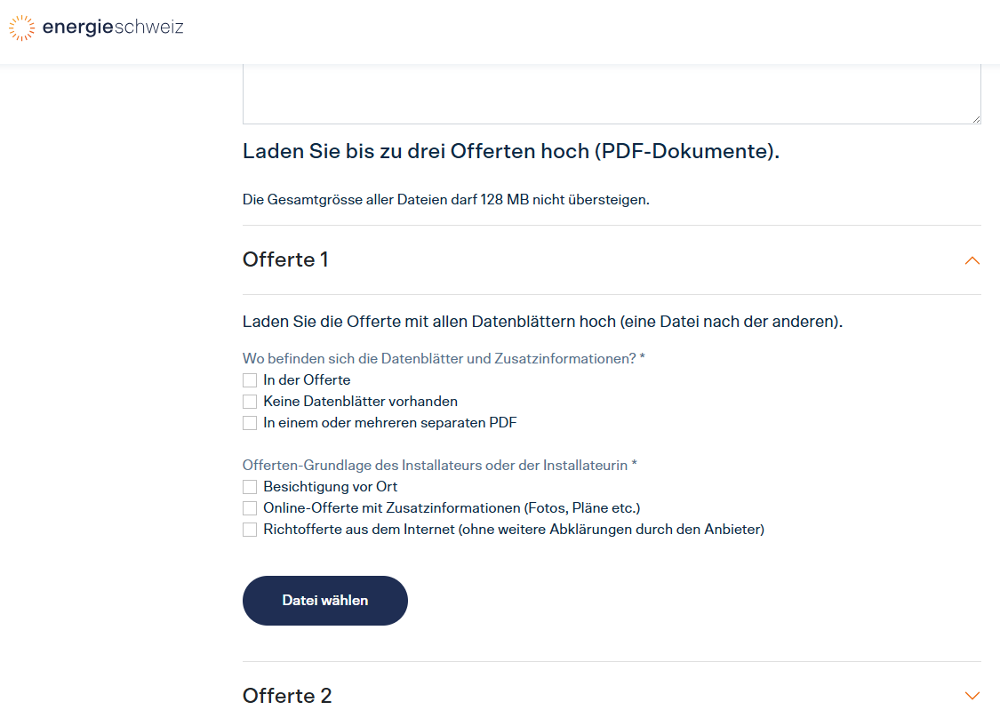 energieschweiz
Laden Sie bis zu drei Offerten hoch (PDF-Dokumente).
Die Gesamtgrösse aller Dateien darf 128 MB nicht übersteigen.
Offerte 1
Laden Sie die Offerte mit allen Datenblättern hoch (eine Datei nach der anderen).
Wo befinden sich die Datenblätter und Zusatzinformationen? *
In der Offerte
Keine Datenblätter vorhanden
In einem oder mehreren separaten PDF
Offerten-Grundlage des Installateurs oder der Installateurin *
Besichtigung vor Ort
Online-Offerte mit Zusatzinformationen (Fotos, Pläne etc.)
Richtofferte aus dem Internet (ohne weitere Abklärungen durch den Anbieter)
Datei wählen
Offerte 2